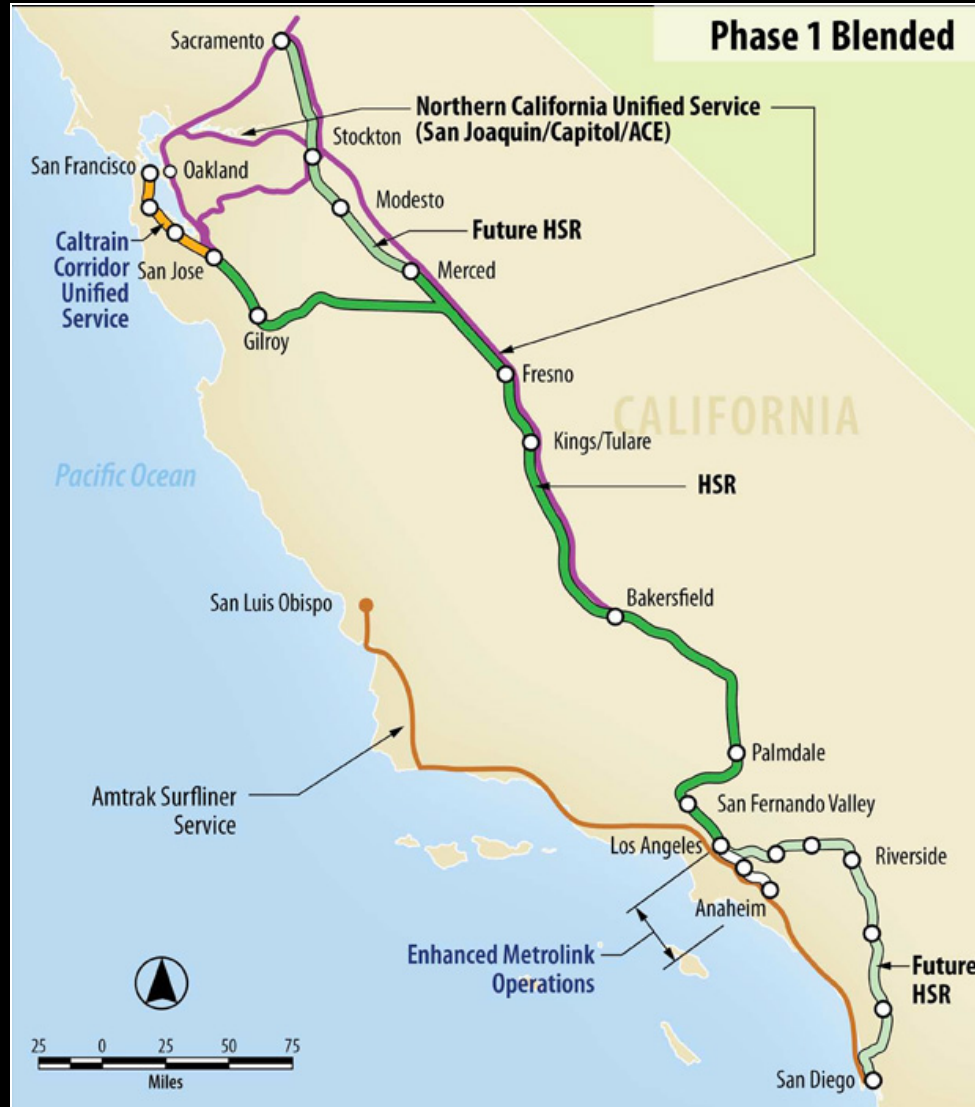 Phase 1 Blended
Sacramento
Northern California Unified Service
(San Joaquin/Capitol/ACE)
Stockton
San Francisco
Oakland
Modesto
Caltrain
Corridor
Unified
Service
Future HSR
San Jose
Merced
Gilroy
Fresno
CALIFORNIA
Kings/Tulare
Pacific Ocean
HSR
San Luis Obispo
Bakersfield
Palmdale
Amtrak Surfliner
Service
San Fernando Valley
Los Angeles
Riverside
Anaheim
Enhanced Metrolink
Operations
Future
HSR
25 0 25 50 75
Miles
San Diego